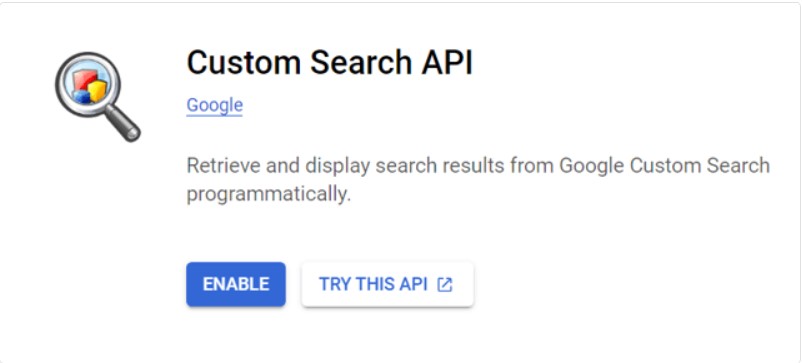 Custom Search API
Google
Retrieve and display search results from Google Custom Search
programmatically.
ENABLE TRY THIS API